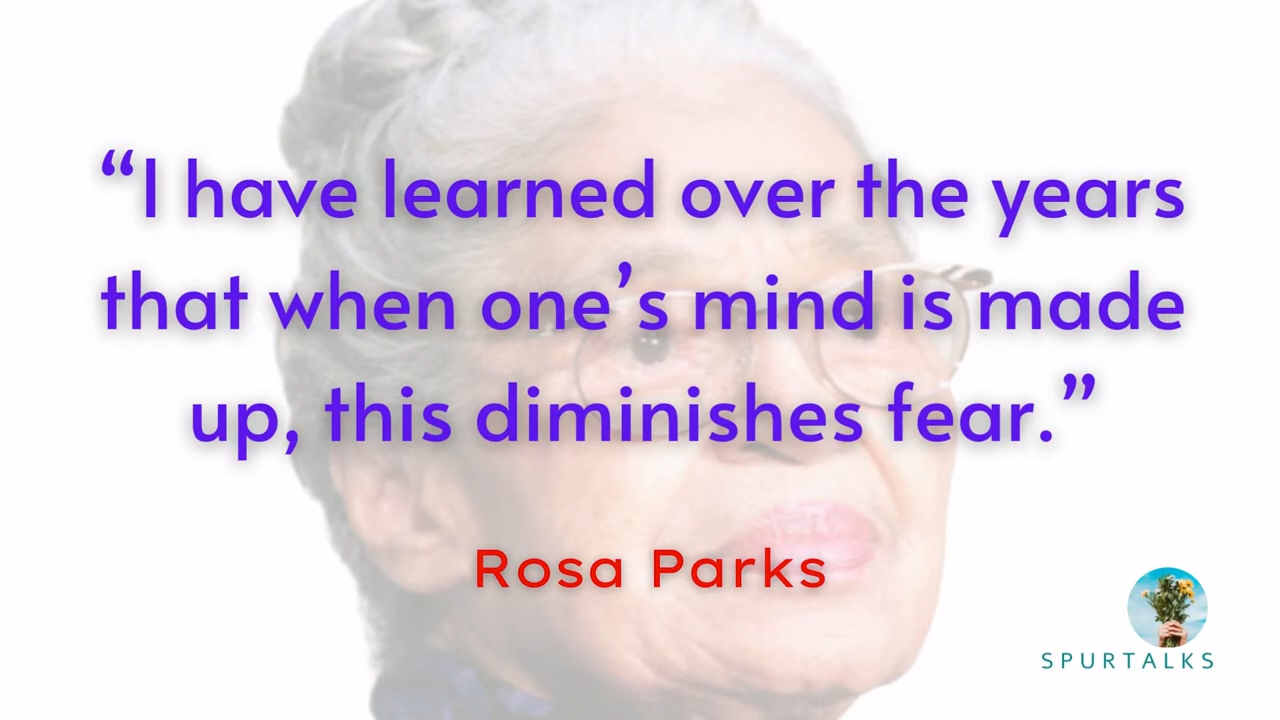 “I have learned over the years
that when one’s mind is made
up, this diminishes fear.”
Rosa Parks
SPURTALKS